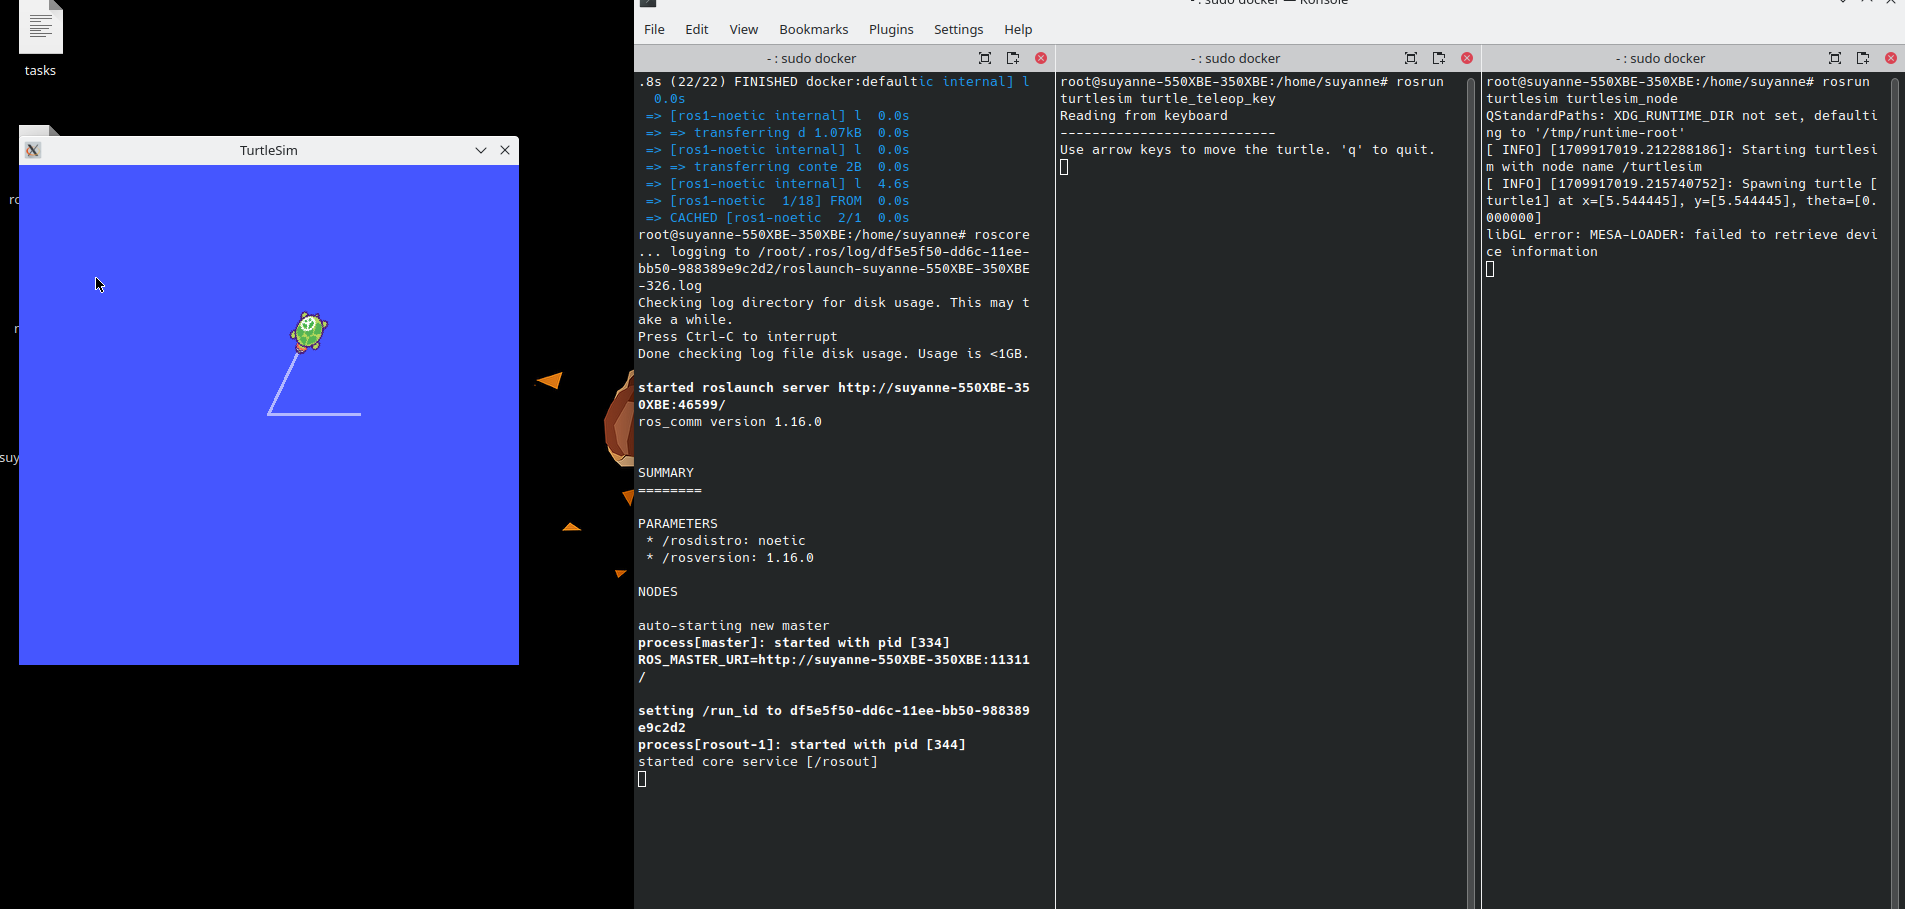 tasks
TurtleSim
- : sudo docker — Konsole
File Edit View Bookmarks Plugins Settings Help
- : sudo docker
.8s (22/22) FINISHED docker:defaultic internal] l
0.0s
=> [ros1-noetic internal] l 0.0s
=> => transferring d 1.07kB 0.0s
=> [ros1-noetic internal] l 0.0s
=> => transferring conte 2B 0.0s
=> [ros1-noetic internal] l 4.6s
=> [ros1-noetic 1/18] FROM 0.0s
=> CACHED [ros1-noetic 2/1 0.0s
root@suyanne-550XBE-350XBE:/home/suyanne# roscore
... logging to /root/.ros/log/df5e5f50-dd6c-11ee-
bb50-988389e9c2d2/roslaunch-suyanne-550XBE-350XBE
-326.log
Checking log directory for disk usage. This may t
ake a while.
Press Ctrl-C to interrupt
Done checking log file disk usage. Usage is <1GB.
started roslaunch server http://suyanne-550XBE-35
0XBE:46599/
ros_comm version 1.16.0
SUMMARY
========
PARAMETERS
* /rosdistro: noetic
* /rosversion: 1.16.0
NODES
auto-starting new master
process[master]: started with pid [334]
ROS_MASTER_URI=http://suyanne-550XBE-350XBE:11311
/
setting /run_id to df5e5f50-dd6c-11ee-bb50-988389
e9c2d2
process[rosout-1]: started with pid [344]
started core service [/rosout]
- : sudo docker
root@suyanne-550XBE-350XBE:/home/suyanne# rosrun
turtlesim turtle_teleop_key
Reading from keyboard
---------------------------
Use arrow keys to move the turtle. 'q' to quit.
- : sudo docker
root@suyanne-550XBE-350XBE:/home/suyanne# rosrun
turtlesim turtlesim_node
QStandardPaths: XDG_RUNTIME_DIR not set, defaulti
ng to '/tmp/runtime-root'
[ INFO] [1709917019.212288186]: Starting turtlesi
m with node name /turtlesim
[ INFO] [1709917019.215740752]: Spawning turtle [
turtle1] at x=[5.544445], y=[5.544445], theta=[0.
000000]
libGL error: MESA-LOADER: failed to retrieve devi
ce information